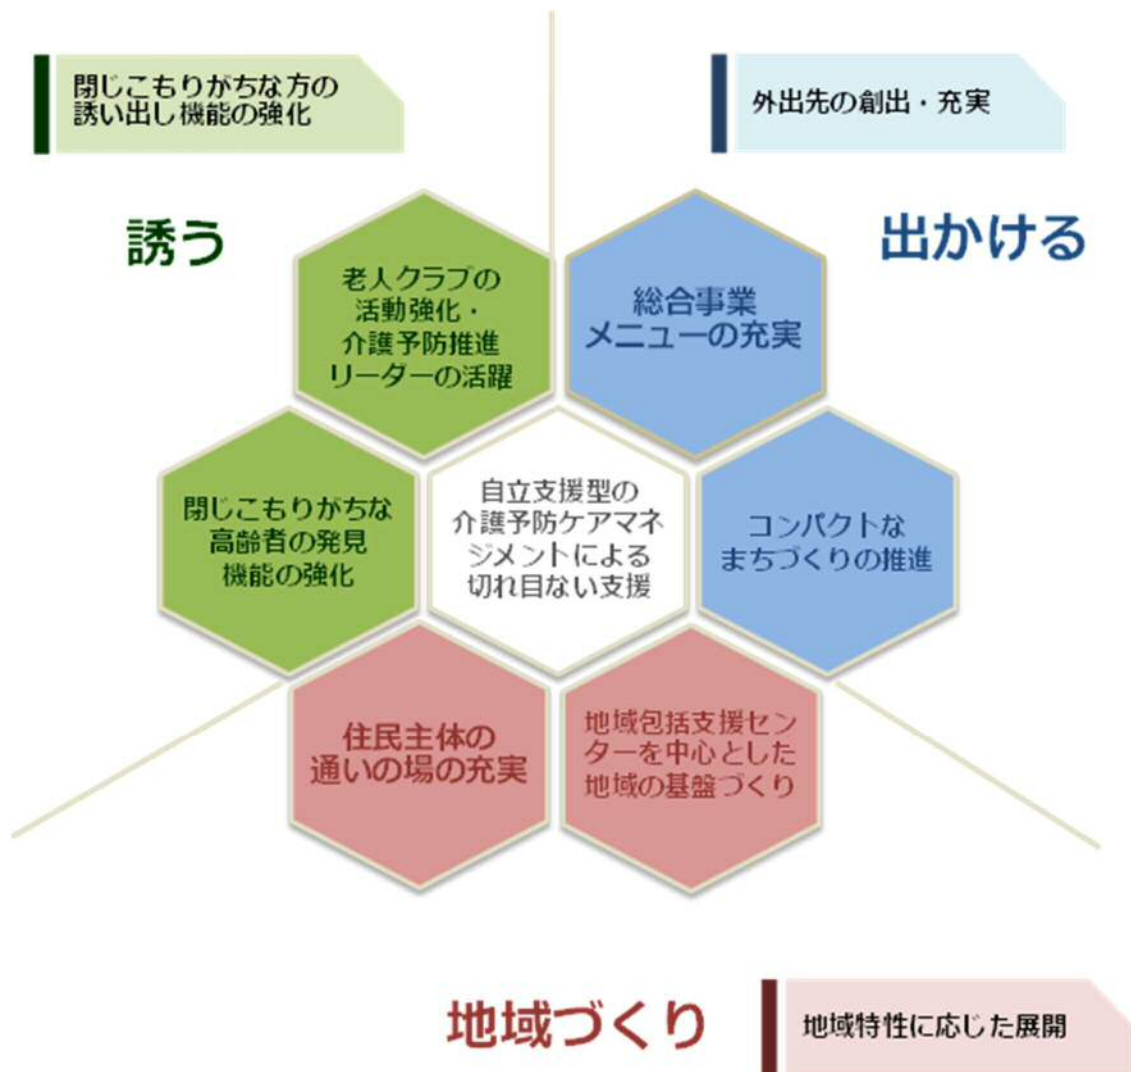 閉じこもりがちな方の
誘い出し機能の強化
外出先の創出・充実
誘う
出かける
老人クラブの
活動強化・
介護予防推進
リーダーの活躍
総合事業
メニューの充実
閉じこもりがちな
高齢者の発見
機能の強化
自立支援型の
介護予防ケアマネ
ジメントによる
切れ目ない支援
コンパクトな
まちづくりの推進
住民主体の
通いの場の充実
地域包括支援セン
ターを中心とした
地域の基盤づくり
地域づくり
地域特性に応じた展開